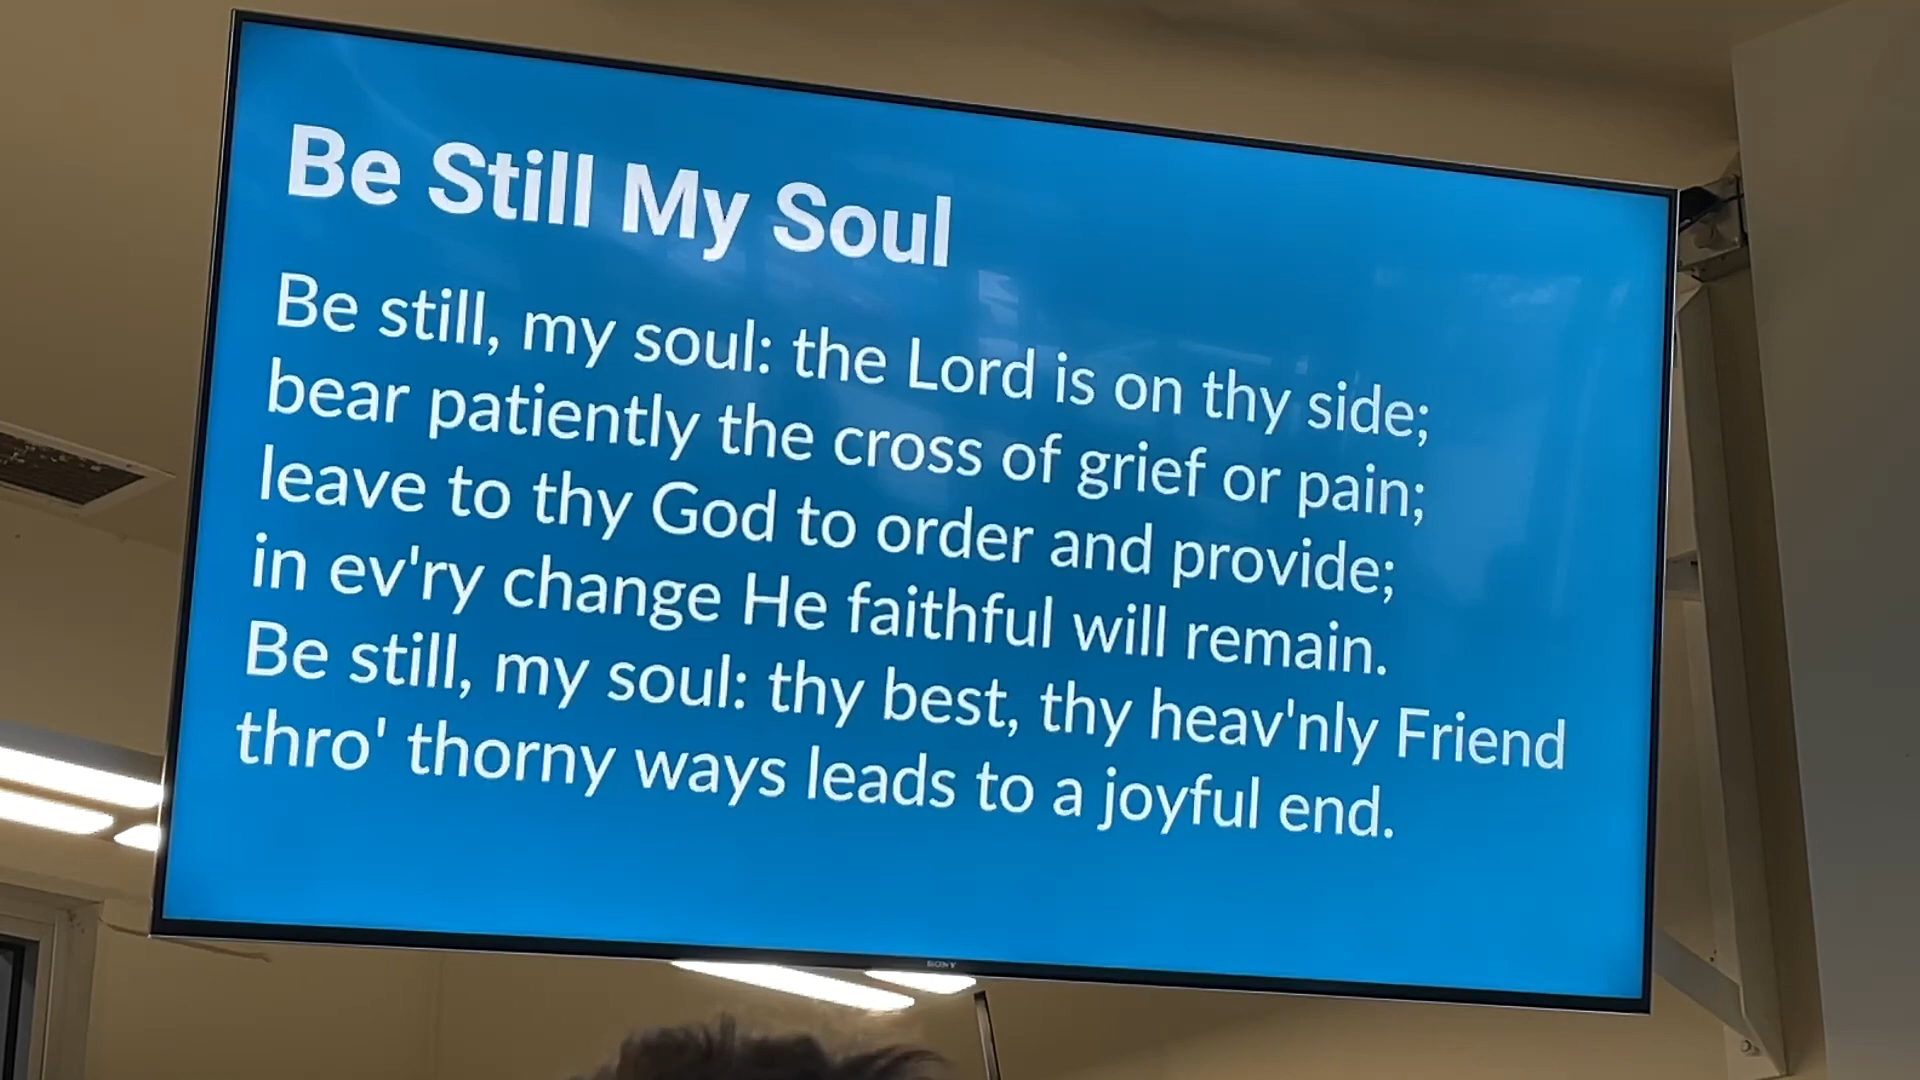 Be Still My Soul
Be still, my soul: the Lord is on thy side;
bear patiently the cross of grief or pain;
leave to thy God to order and provide;
in ev'ry change He faithful will remain.
Be still, my soul: thy best, thy heav'nly Friend
thro' thorny ways leads to a joyful end.
SONY